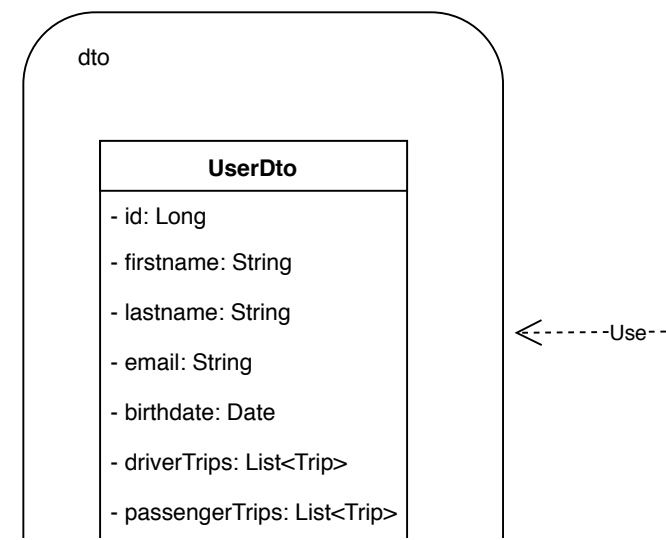 dto
UserDto
- id: Long
- firstname: String
- lastname: String
Use
- email: String
- birthdate: Date
- driverTrips: List<Trip>
- passengerTrips: List<Trip>